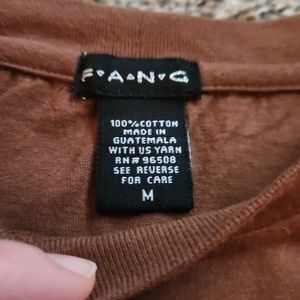 F·A·N·G
100% COTTON
MADE IN
GUATEMALA
WITH US YARN
RN# 96508
SEE REVERSE
FOR CARE
M